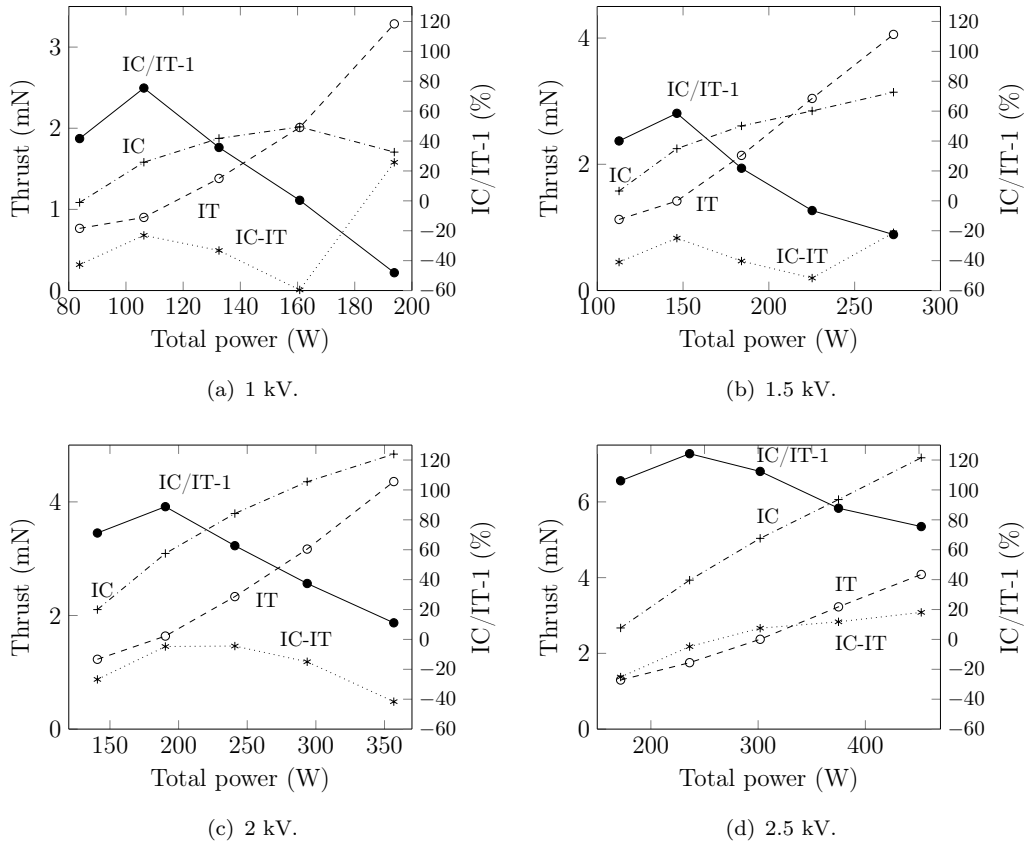 Thrust (mN)
3
2
1
0
IC/IT-1
IC
IT
IC-IT
120
100
80
60
40
20
0
−20
−40
−60
IC/IT-1 (%)
80 100 120 140 160 180 200
Total power (W)
(a) 1 kV.
Thrust (mN)
4
2
0
IC/IT-1
IC
IT
IC-IT
120
100
80
60
40
20
0
−20
−40
−60
IC/IT-1 (%)
100 150 200 250 300
Total power (W)
(b) 1.5 kV.
Thrust (mN)
4
2
0
IC/IT-1
IC
IT
IC-IT
120
100
80
60
40
20
0
−20
−40
−60
IC/IT-1 (%)
150 200 250 300 350
Total power (W)
(c) 2 kV.
Thrust (mN)
6
4
2
0
IC/IT-1
IC
IT
IC-IT
120
100
80
60
40
20
0
−20
−40
−60
IC/IT-1 (%)
200 300 400
Total power (W)
(d) 2.5 kV.